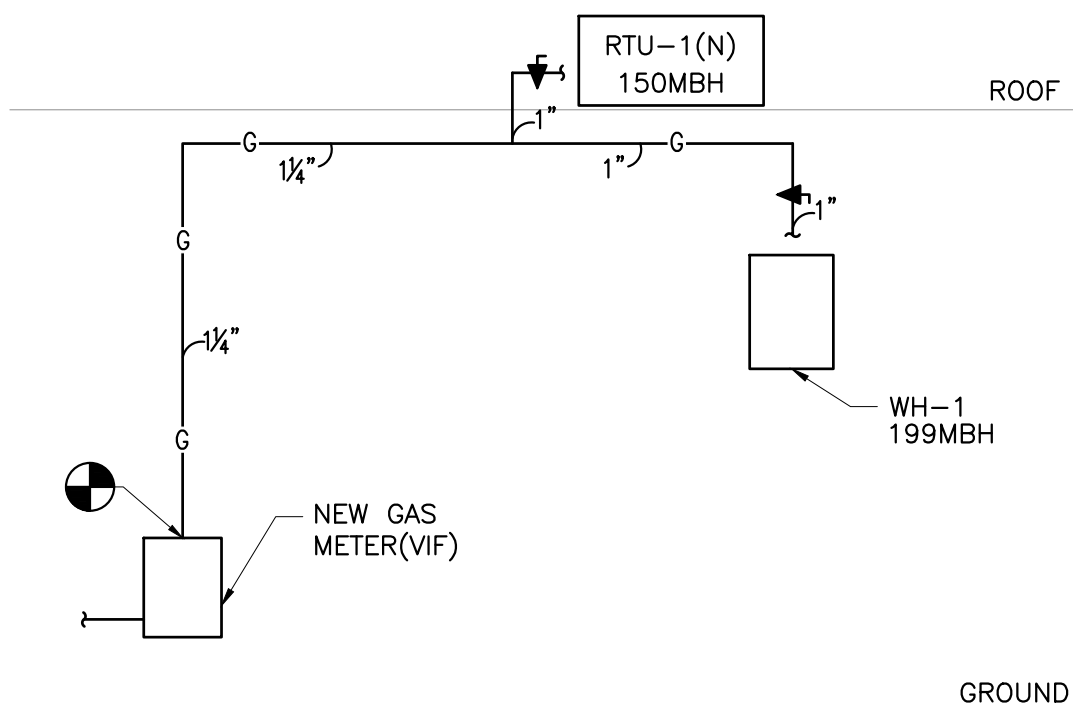 RTU-1(N)
150MBH
ROOF
1"
G
1¼"
1"
G
1"
G
1¼"
WH-1
199MBH
G
NEW GAS
METER(VIF)
GROUND